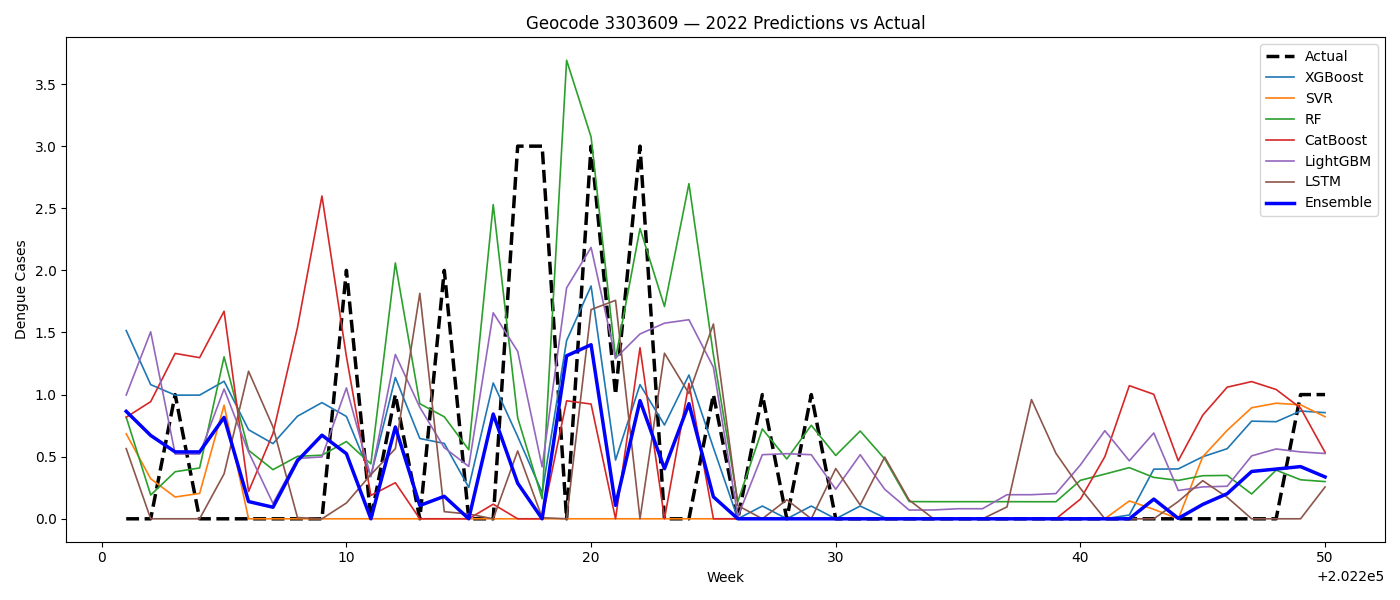 Geocode 3303609 — 2022 Predictions vs Actual
Dengue Cases
3.5
3.0
2.5
2.0
1.5
1.0
0.5
0.0
Actual
XGBoost
SVR
RF
CatBoost
LightGBM
LSTM
Ensemble
0
10
20
30
40
50
+2.022e5
Week